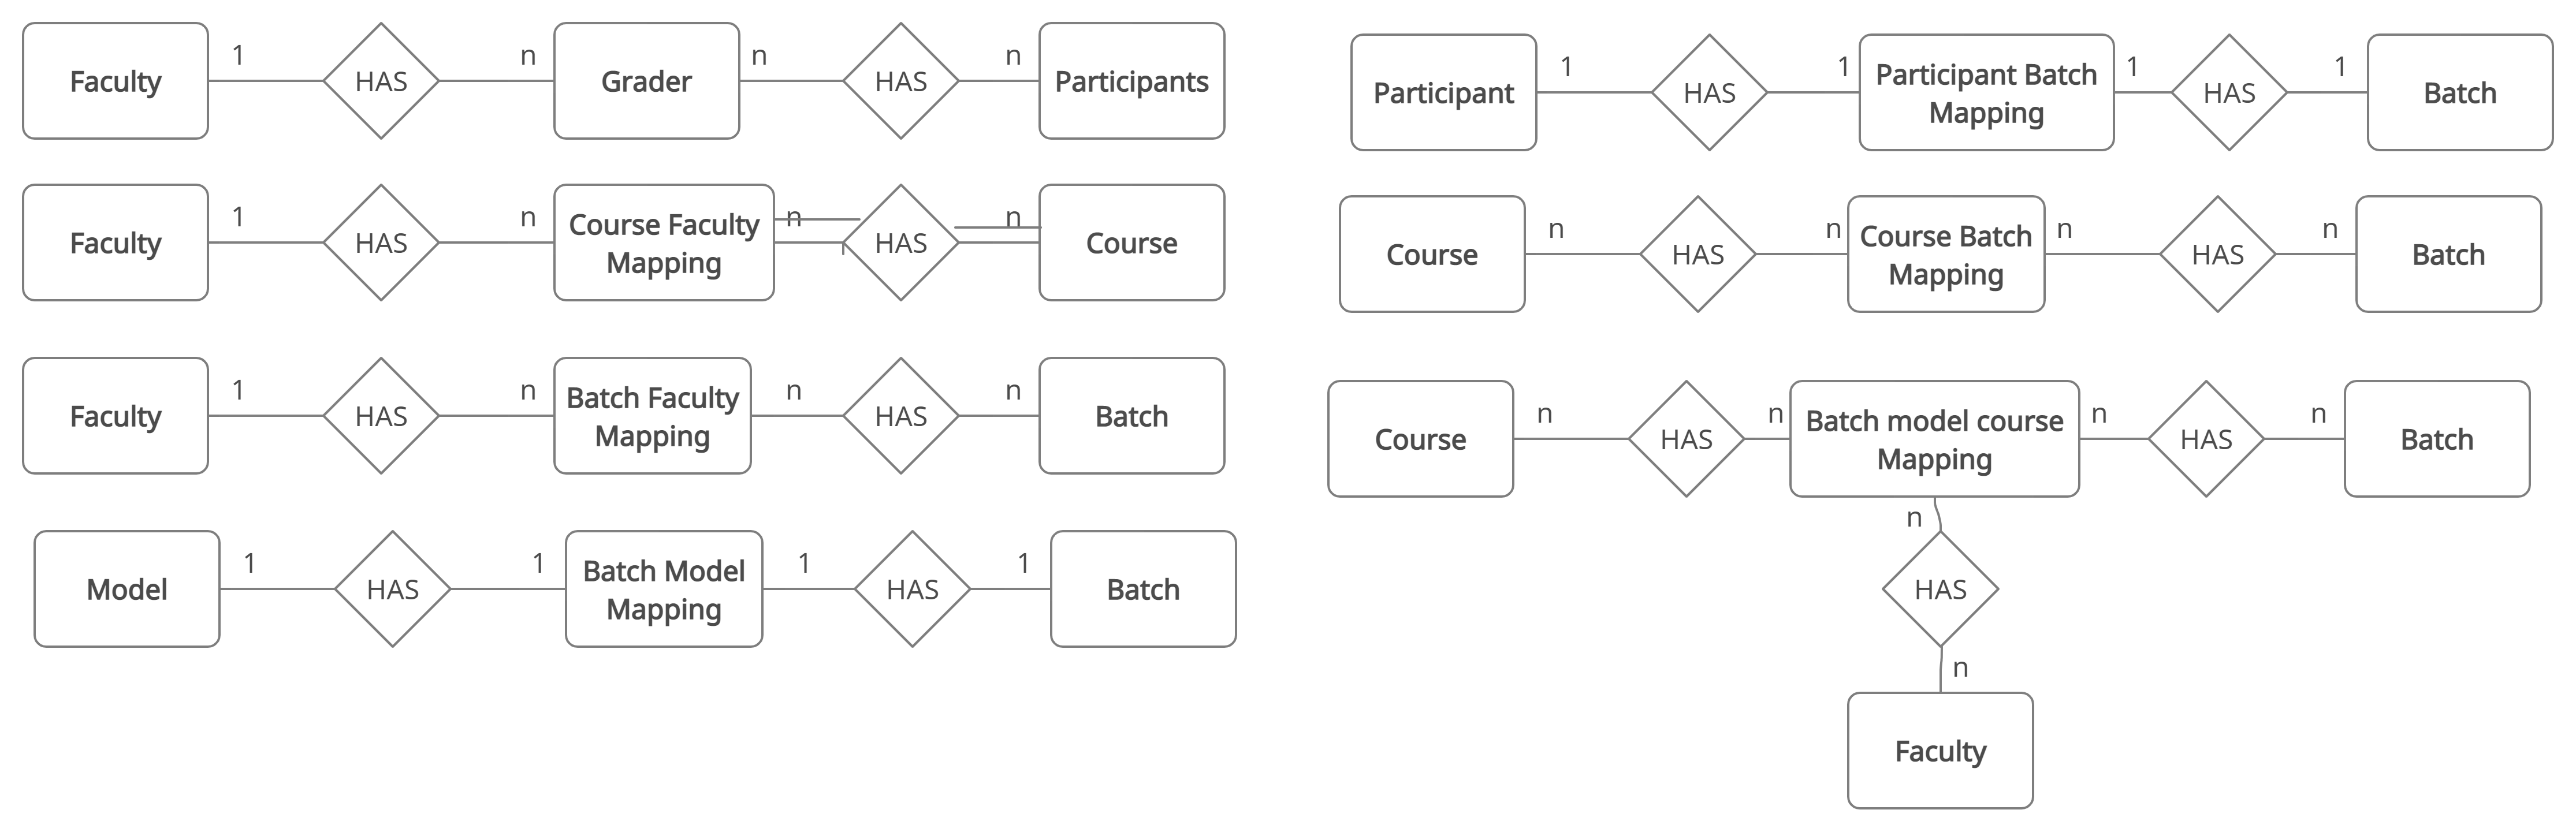 1 n n n
Faculty HAS Grader HAS Participants
1 n n n
Faculty HAS Course Faculty HAS Course
Mapping
1 n n n
Faculty HAS Batch Faculty HAS Batch
Mapping
1 1 1 1
Model HAS Batch Model HAS Batch
Mapping
1 1 1 1
Participant HAS Participant Batch HAS Batch
Mapping
n n n n
Course HAS Course Batch HAS Batch
Mapping
n n n n
Course HAS Batch model course HAS Batch
Mapping
n
HAS
n
Faculty